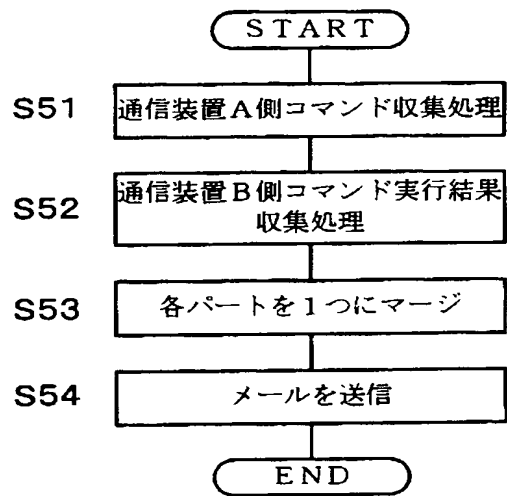 START
S51 通信装置A側コマンド収集処理
S52 通信装置B側コマンド実行結果
収集処理
S53 各パートを1つにマージ
S54 メールを送信
END